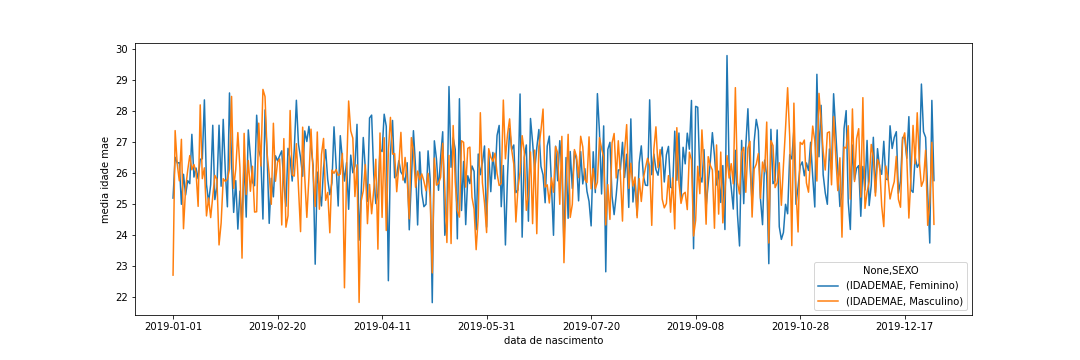 30
29
28
27
26
25
24
23
22
media idade mae
2019-01-01 2019-02-20 2019-04-11 2019-05-31 2019-07-20 2019-09-08 2019-10-28 2019-12-17
data de nascimento
None,SEXO
(IDADEMAE, Feminino)
(IDADEMAE, Masculino)